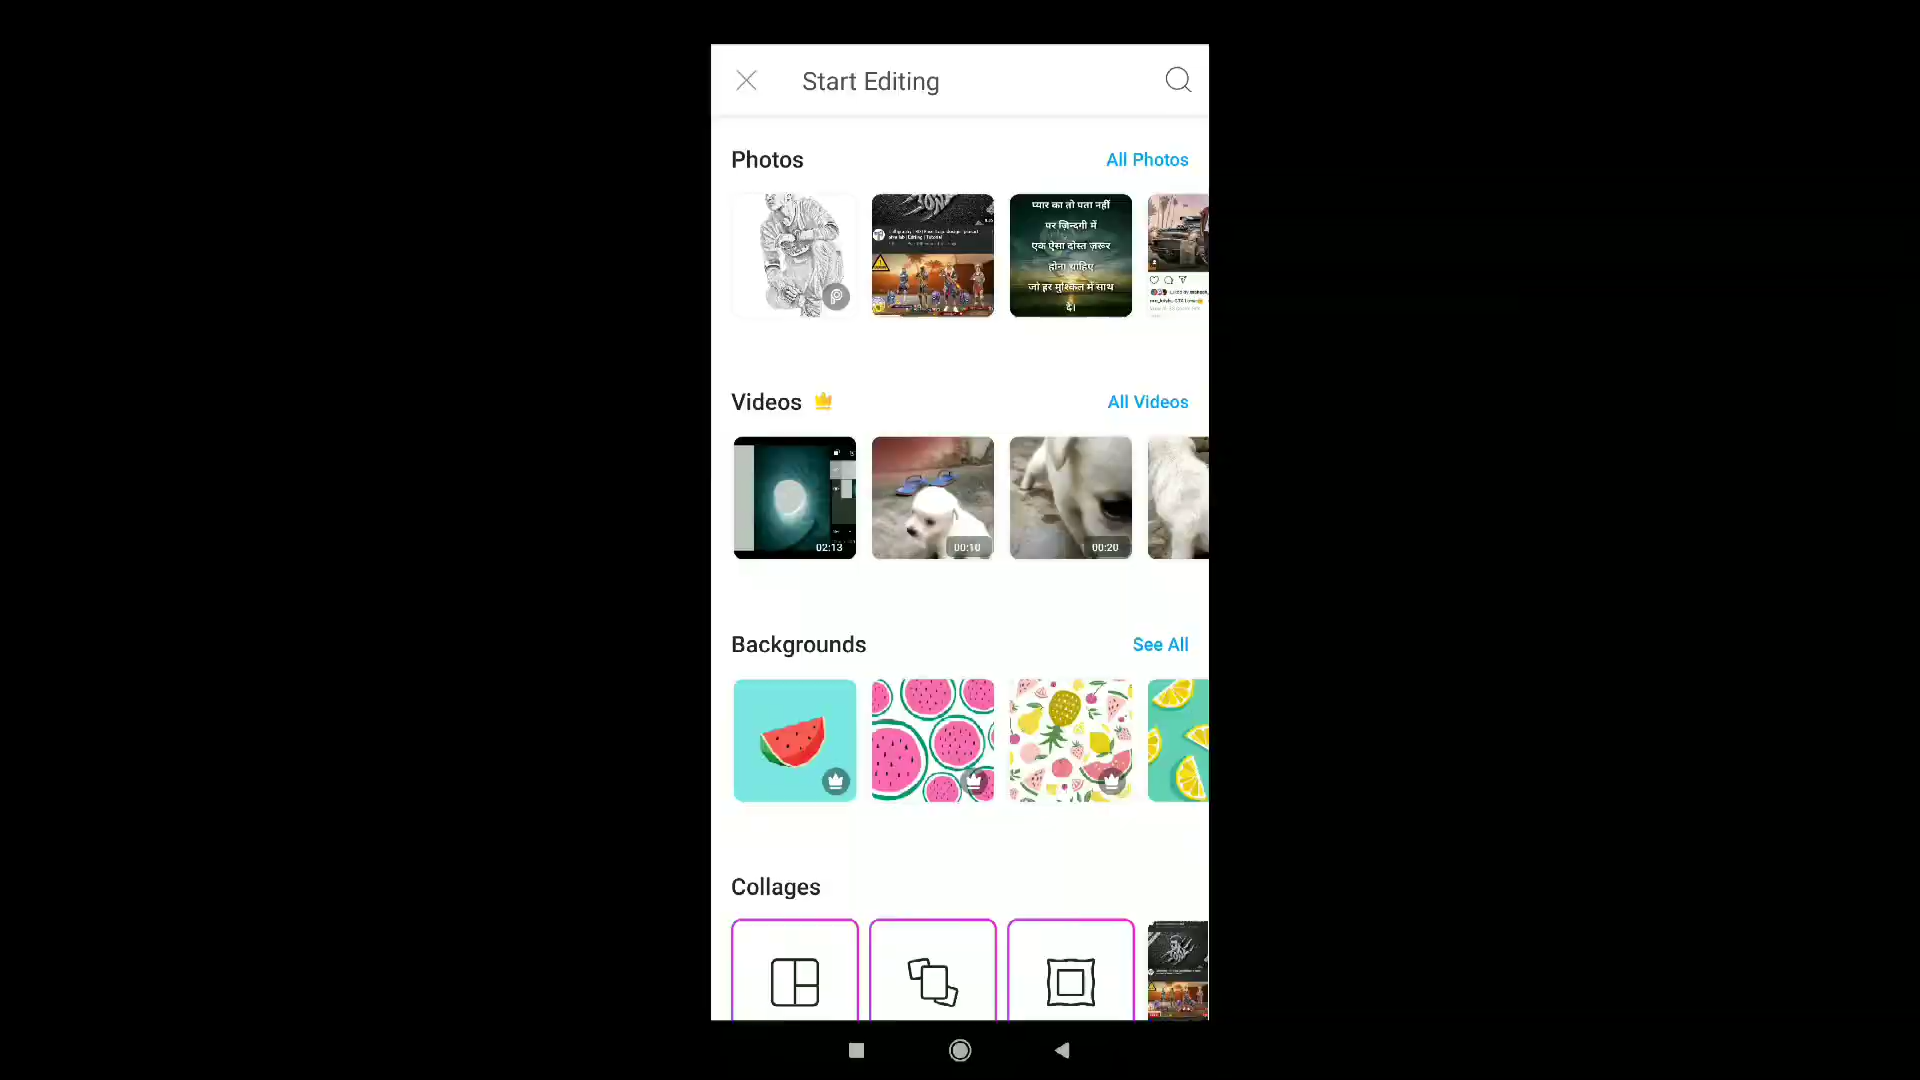 Start Editing
Photos
All Photos
प्यार का तो पता नहीं
पर ज़िन्दगी में
एक ऐसा दोस्त ज़रूर
होना चाहिए
जो हर मुश्किल में साथ
दे।
Videos
All Videos
02:13
00:10
00:20
Backgrounds
See All
Collages